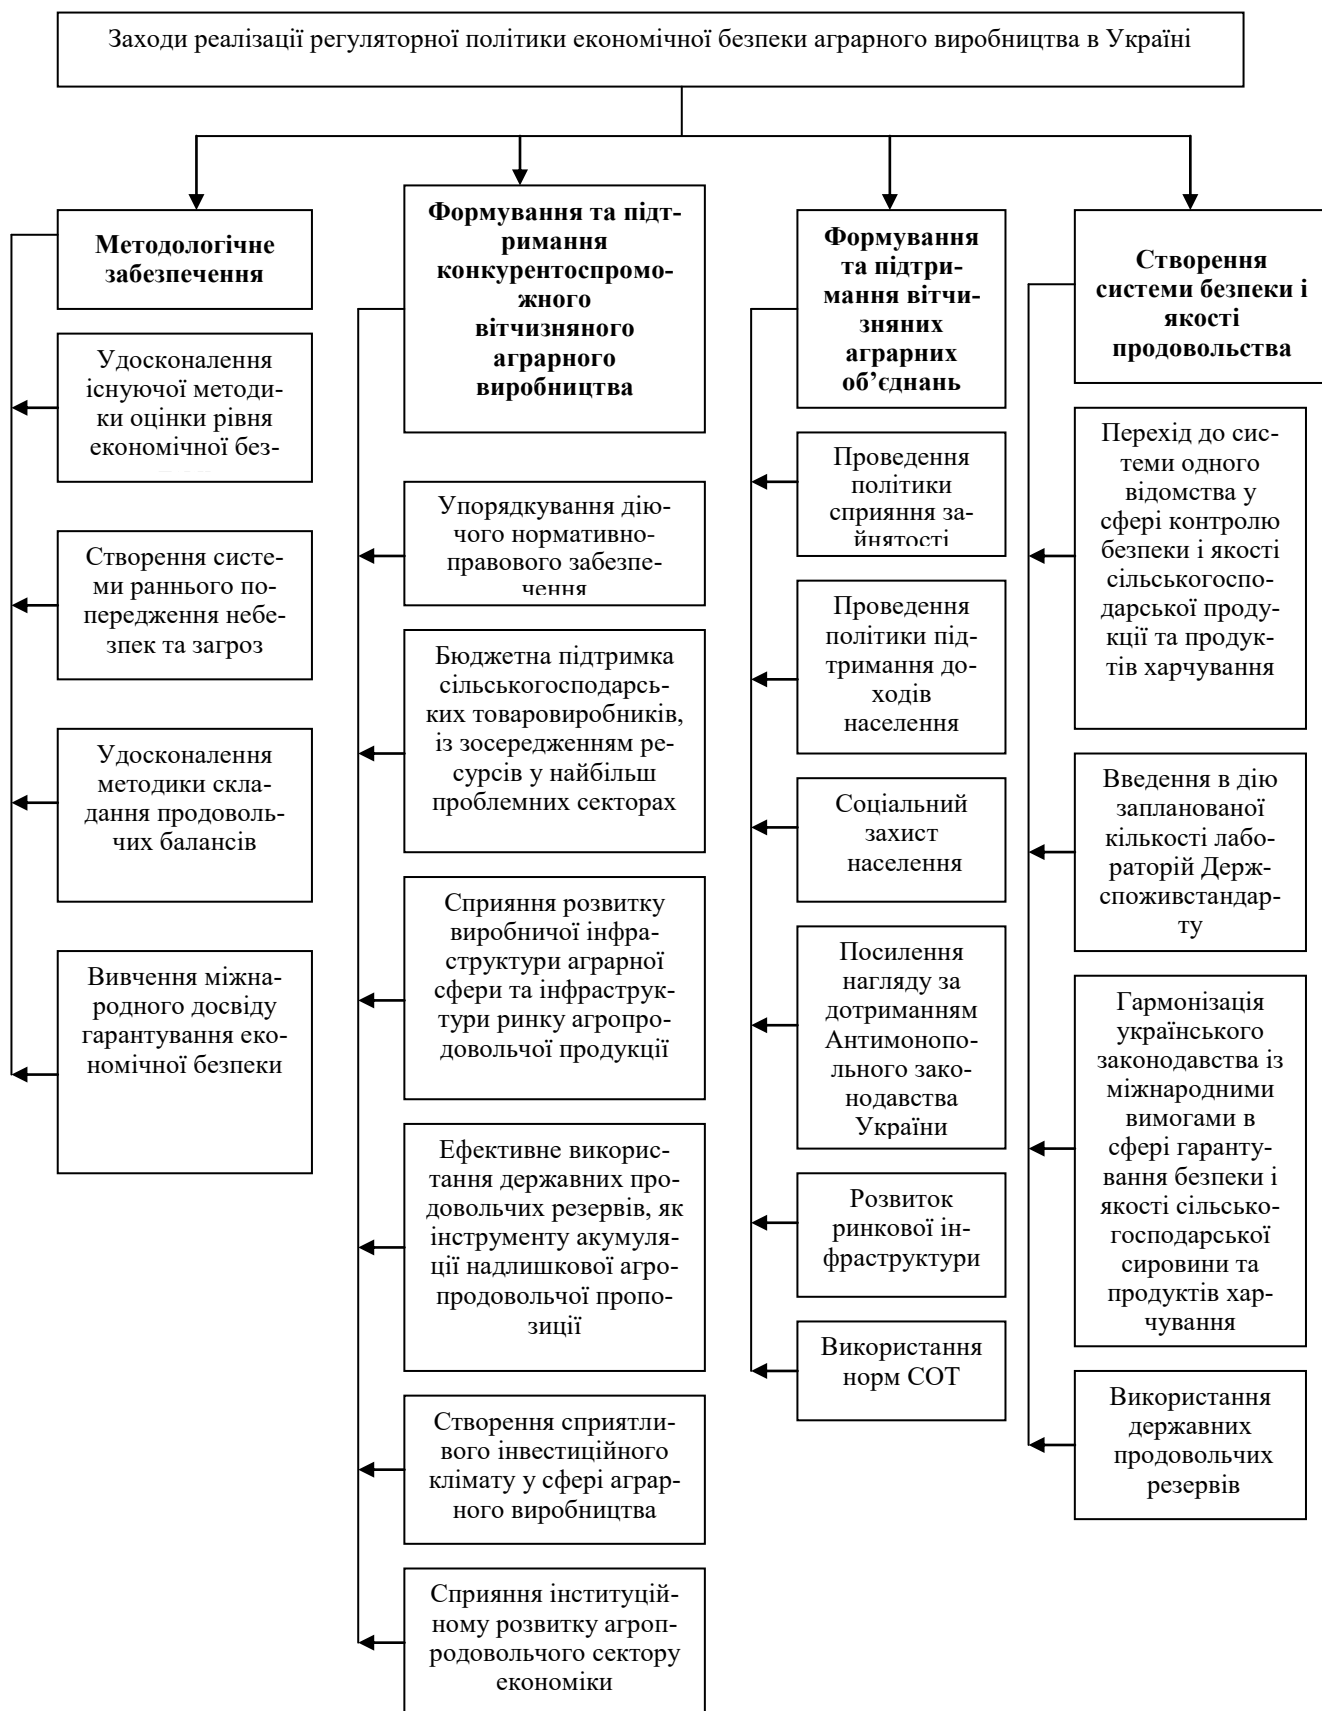 Заходи реалізації регуляторної політики економічної безпеки аграрного виробництва в Україні
Методологічне
забезпечення
Удосконалення
існуючої методи-
ки оцінки рівня
економічної без-
Створення систе-
ми раннього по-
передження небе-
зпек та загроз
Удосконалення
методики скла-
дання продоволь-
чих балансів
Вивчення міжна-
родного досвіду
гарантування еко-
номічної безпеки
Формування та підт-
римання
конкурентоспромо-
жного
вітчизняного
аграрного
виробництва
Упорядкування дію-
чого нормативно-
правового забезпе-
чення
Бюджетна підтримка
сільськогосподарсь-
ких товаровиробників,
із зосередженням ре-
сурсів у найбільш
проблемних секторах
Сприяння розвитку
виробничої інфра-
структури аграрної
сфери та інфраструк-
тури ринку агропро-
довольчої продукції
Ефективне викорис-
тання державних про-
довольчих резервів, як
інструменту акумуля-
ції надлишкової агро-
продовольчої пропо-
зиції
Створення сприятли-
вого інвестиційного
клімату у сфері аграр-
ного виробництва
Сприяння інституцій-
ному розвитку агроп-
родовольчого сектору
економіки
Формування
та підтри-
мання вітчи-
зняних
аграрних
об’єднань
Проведення
політики
сприяння за-
йнятості
Проведення
політики під-
тримання до-
ходів
населення
Соціальний
захист
населення
Посилення
нагляду за
дотриманням
Антимонопо-
льного зако-
нодавства
України
Розвиток
ринкової ін-
фраструктури
Використання
норм СОТ
Створення
системи безпеки і
якості
продовольства
Перехід до сис-
теми одного
відомства у
сфері контролю
безпеки і якості
сільськогоспо-
дарської проду-
кції та продук-
тів харчування
Введення в дію
запланованої
кількості лабо-
раторій Держ-
споживстандар-
ту
Гармонізація
українського
законодавства із
міжнародними
вимогами в
сфері гаранту-
вання безпеки і
якості сільсько-
господарської
сировини та
продуктів хар-
чування
Використання
державних
продовольчих
резервів